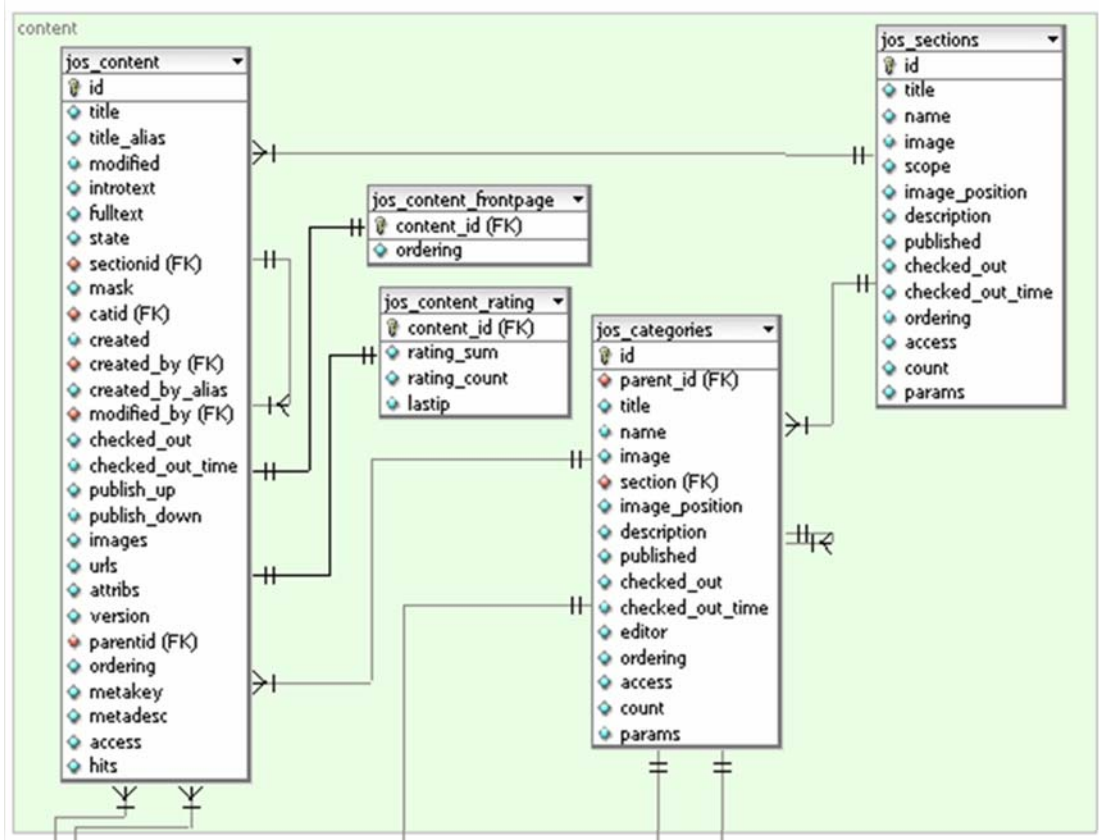 content
jos_content
id
title
title_alias
modified
introtext
fulltext
state
sectionid (FK)
mask
catid (FK)
created
created_by (FK)
created_by_alias
modified_by (FK)
checked_out
checked_out_time
publish_up
publish_down
images
urls
attribs
version
parentid (FK)
ordering
metakey
metadesc
access
hits
jos_content_frontpage
content_id (FK)
ordering
jos_content_rating
content_id (FK)
rating_sum
rating_count
lastip
jos_categories
id
parent_id (FK)
title
name
image
section (FK)
image_position
description
published
checked_out
checked_out_time
editor
ordering
access
count
params
jos_sections
id
title
name
image
scope
image_position
description
published
checked_out
checked_out_time
ordering
access
count
params